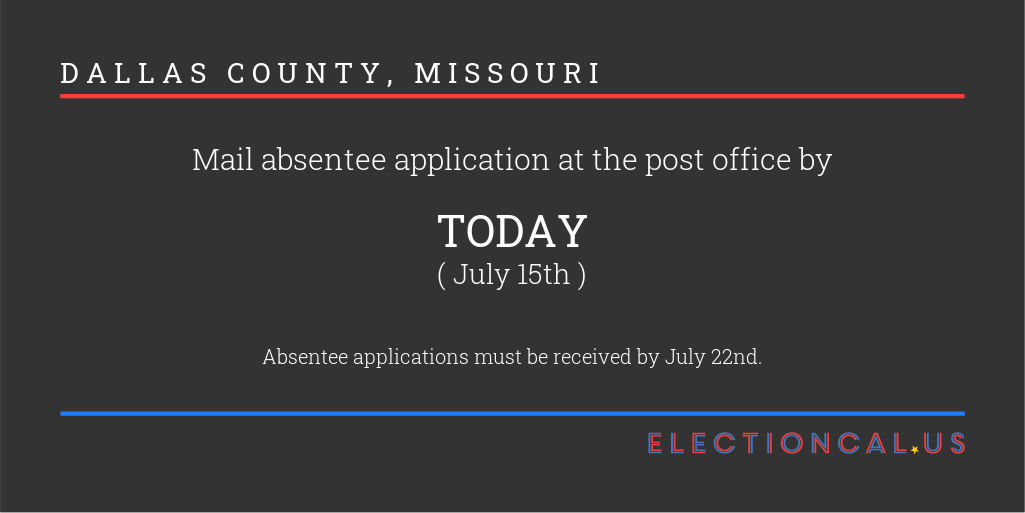 DALLAS COUNTY, MISSOURI
Mail absentee application at the post office by
TODAY
( July 15th )
Absentee applications must be received by July 22nd.
ELECTIONCAL.US